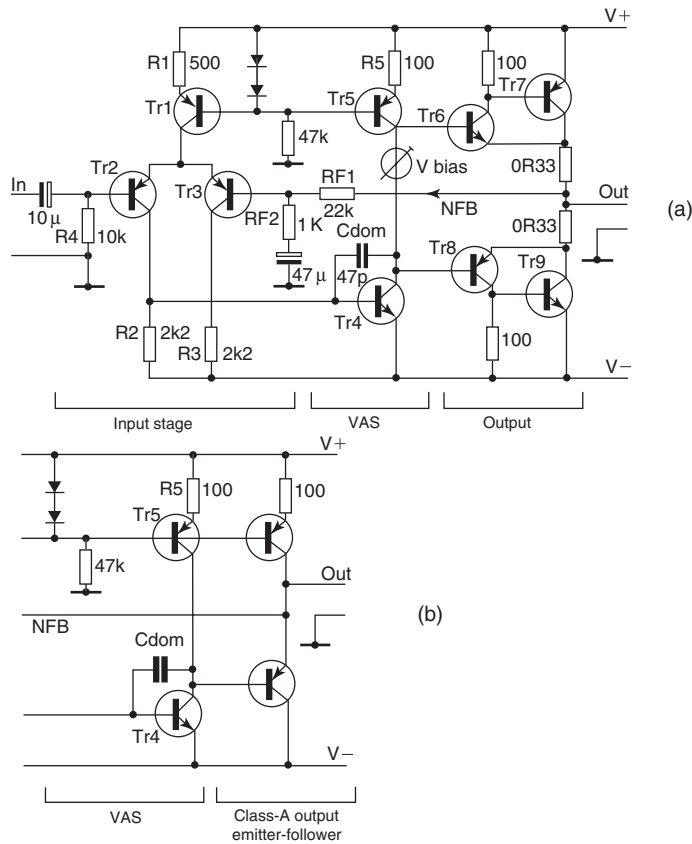 V+
R1
500
R5
100
100
Tr7
Tr1
Tr5
Tr6
47k
0R33
V bias
Tr2
Tr3
In
RF1
Out
10 μ
RF2
22k
NFB
(a)
R4
10k
1 K
Cdom
0R33
Tr8
Tr9
47 μ
47p
Tr4
R2
2k2
R3
2k2
100
V−
Input stage
VAS
Output
V+
R5
100
100
Tr5
47k
Out
NFB
(b)
Cdom
Tr4
V−
VAS
Class-A output
emitter-follower